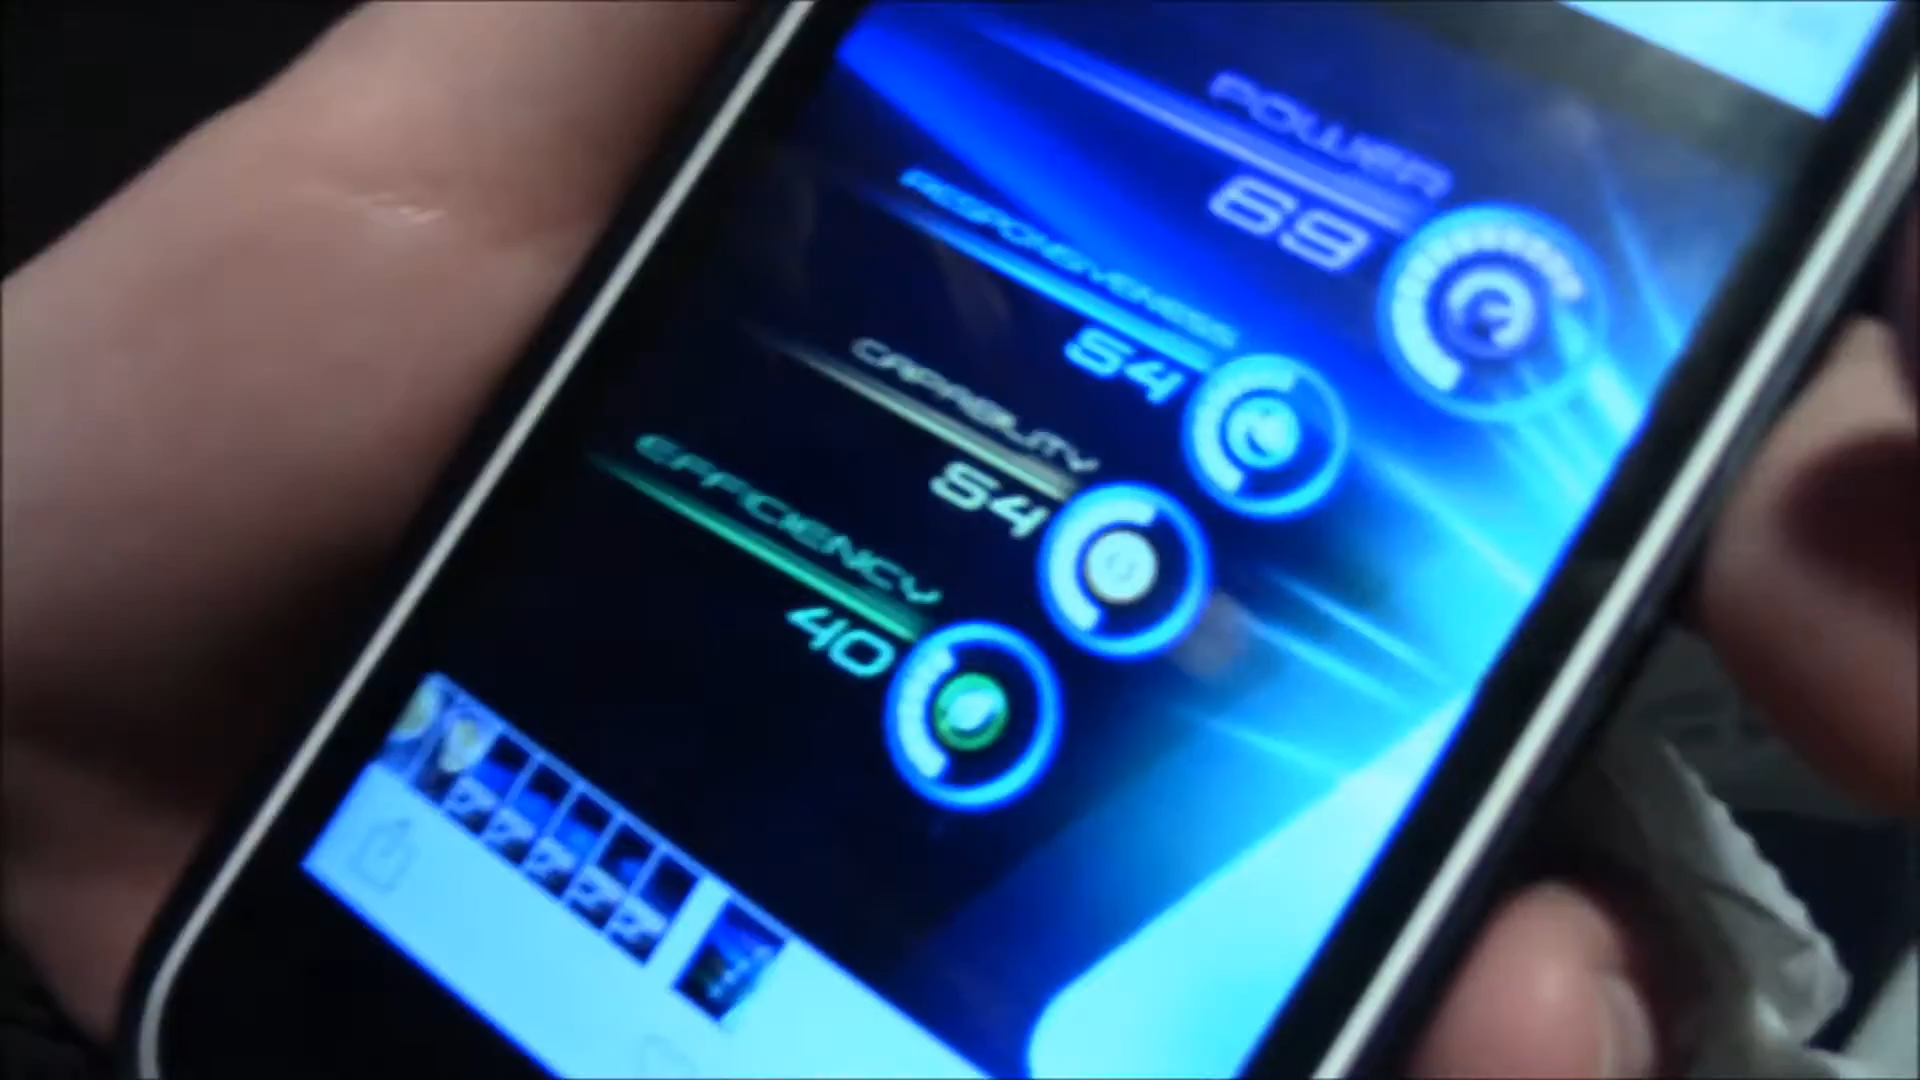 POWER
69
RESPONSIVENESS
54
CAPABILITY
54
EFFICIENCY
40